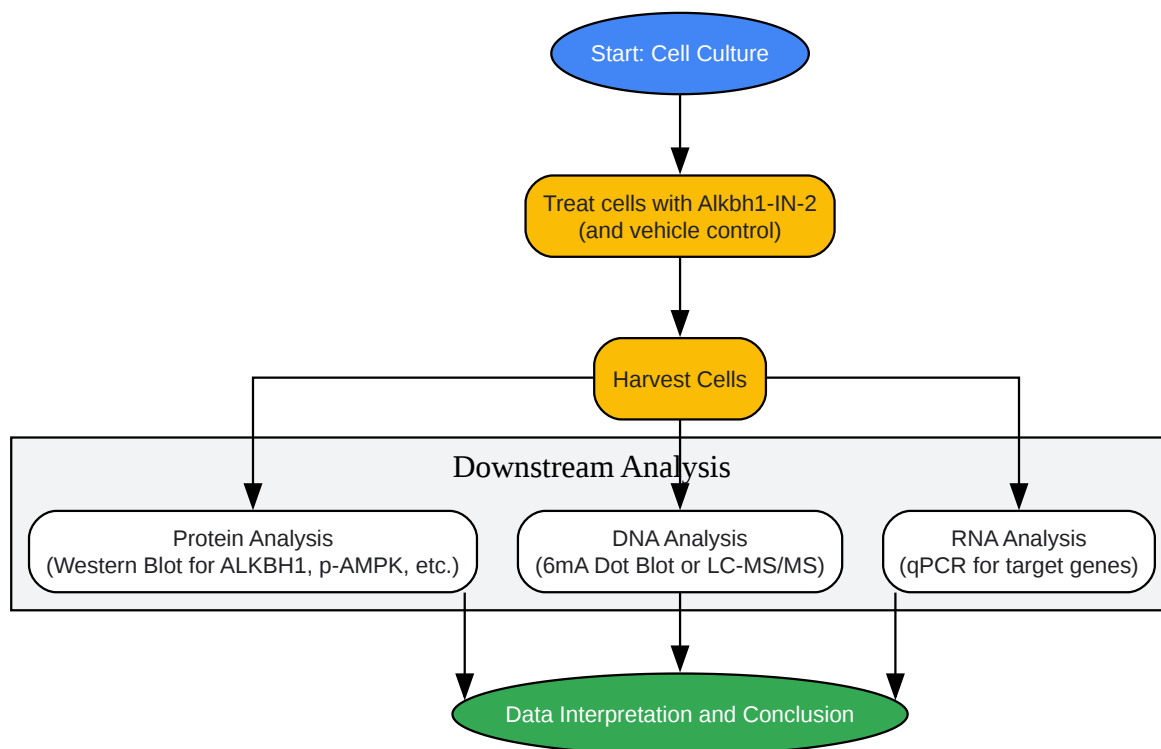 Start: Cell Culture
Treat cells with Alkbh1-IN-2
(and vehicle control)
Harvest Cells
Downstream Analysis
Protein Analysis
(Western Blot for ALKBH1, p-AMPK, etc.)
DNA Analysis
(6mA Dot Blot or LC-MS/MS)
RNA Analysis
(qPCR for target genes)
Data Interpretation and Conclusion